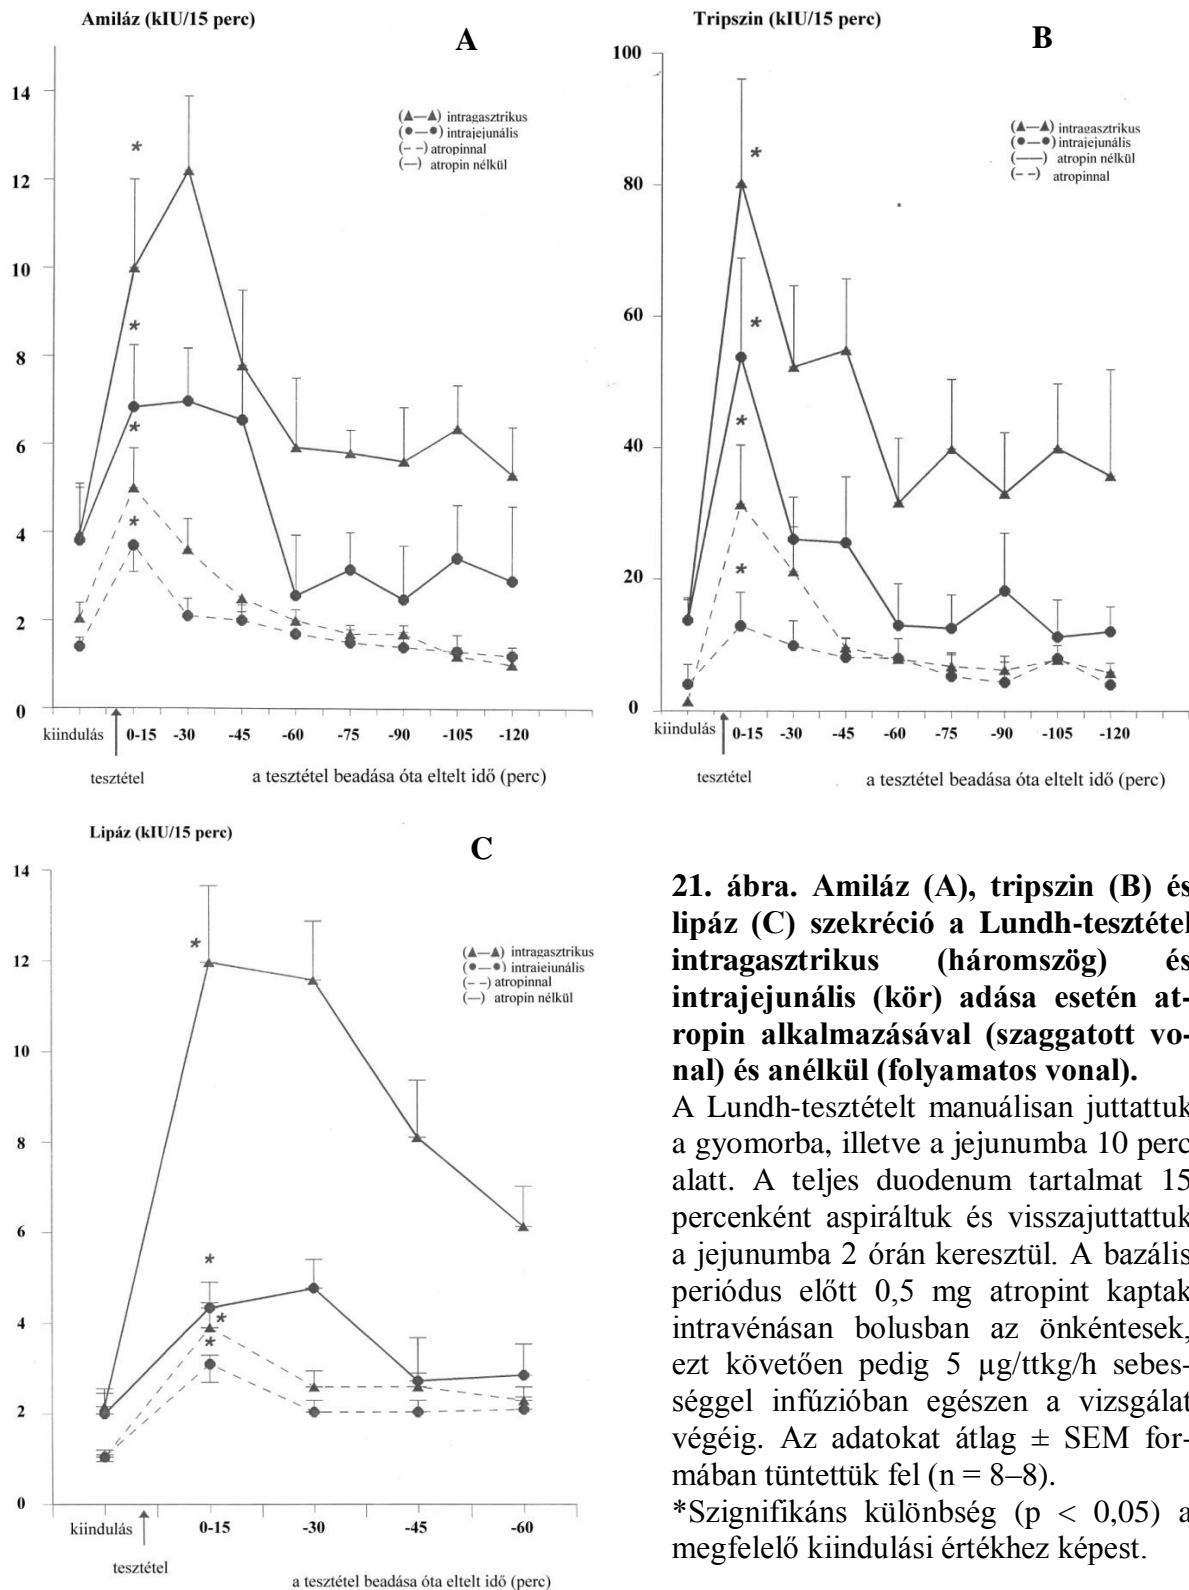 Amiláz (kIU/15 perc)
A
14
12
10
8
6
4
2
0
(▲—▲) intragasztrikus
(●—●) intrajejunális
(– –) atropinnal
(—) atropin nélkül
*
*
*
*
kiindulás 0-15 -30 -45 -60 -75 -90 -105 -120
tesztétel
a tesztétel beadása óta eltelt idő (perc)
Tripszin (kIU/15 perc)
B
100
80
60
40
20
0
(▲—▲) intragasztrikus
(●—●) intrajejunális
(——) atropin nélkül
(– –) atropinnal
*
*
*
*
kiindulás 0-15 -30 -45 -60 -75 -90 -105 -120
tesztétel
a tesztétel beadása óta eltelt idő (perc)
Lipáz (kIU/15 perc)
C
14
12
10
8
6
4
2
0
(▲—▲) intragasztrikus
(●—●) intrajejunális
(– –) atropinnal
(—) atropin nélkül
*
*
*
*
kiindulás 0-15 -30 -45 -60
tesztétel
a tesztétel beadása óta eltelt idő (perc)
21. ábra. Amiláz (A), tripszin (B) és
lipáz (C) szekréció a Lundh-tesztétel
intragasztrikus (háromszög) és
intrajejunális (kör) adása esetén at-
ropin alkalmazásával (szaggatott vo-
nal) és anélkül (folyamatos vonal).
A Lundh-tesztételt manuálisan juttattuk
a gyomorba, illetve a jejunumba 10 perc
alatt. A teljes duodenum tartalmat 15
percenként aspiráltuk és visszajuttattuk
a jejunumba 2 órán keresztül. A bazális
periódus előtt 0,5 mg atropint kaptak
intravénásan bolusban az önkéntesek,
ezt követően pedig 5 µg/ttkg/h sebes-
séggel infúzióban egészen a vizsgálat
végéig. Az adatokat átlag ± SEM for-
mában tüntettük fel (n = 8–8).
*Szignifikáns különbség (p < 0,05) a
megfelelő kiindulási értékhez képest.